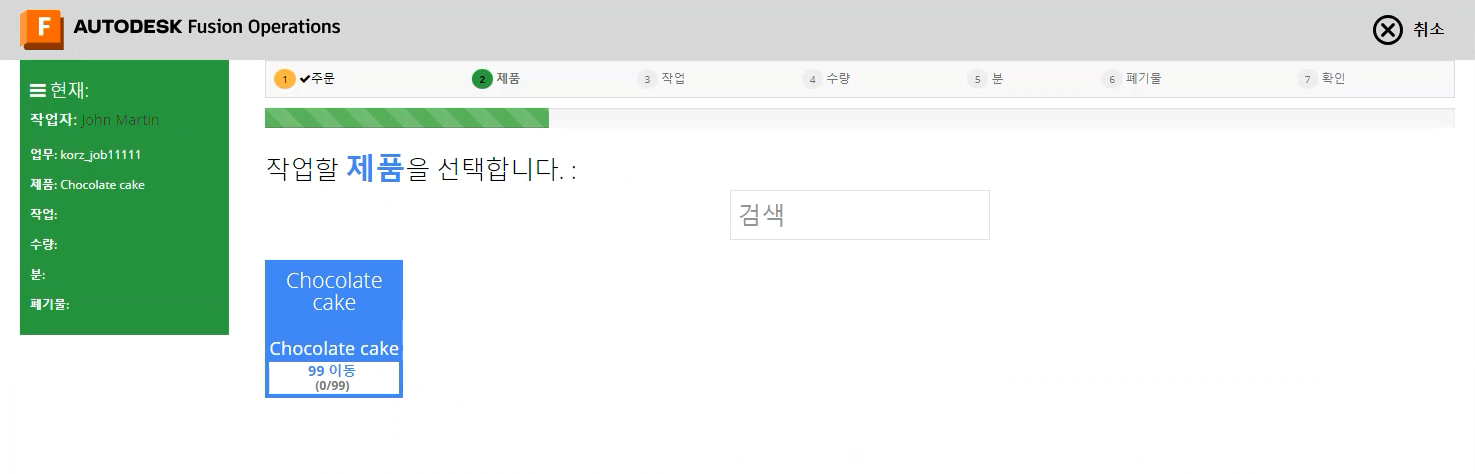 F AUTODESK Fusion Operations
취소
현재:
작업자: John Martin
업무: korz_job11111
제품: Chocolate cake
작업:
수량:
분:
폐기물:
1 주문 2 제품 3 작업 4 수량 5 분 6 폐기물 7 확인
작업할 제품을 선택합니다. :
검색
Chocolate
cake
Chocolate cake
99 이동
(0/99)